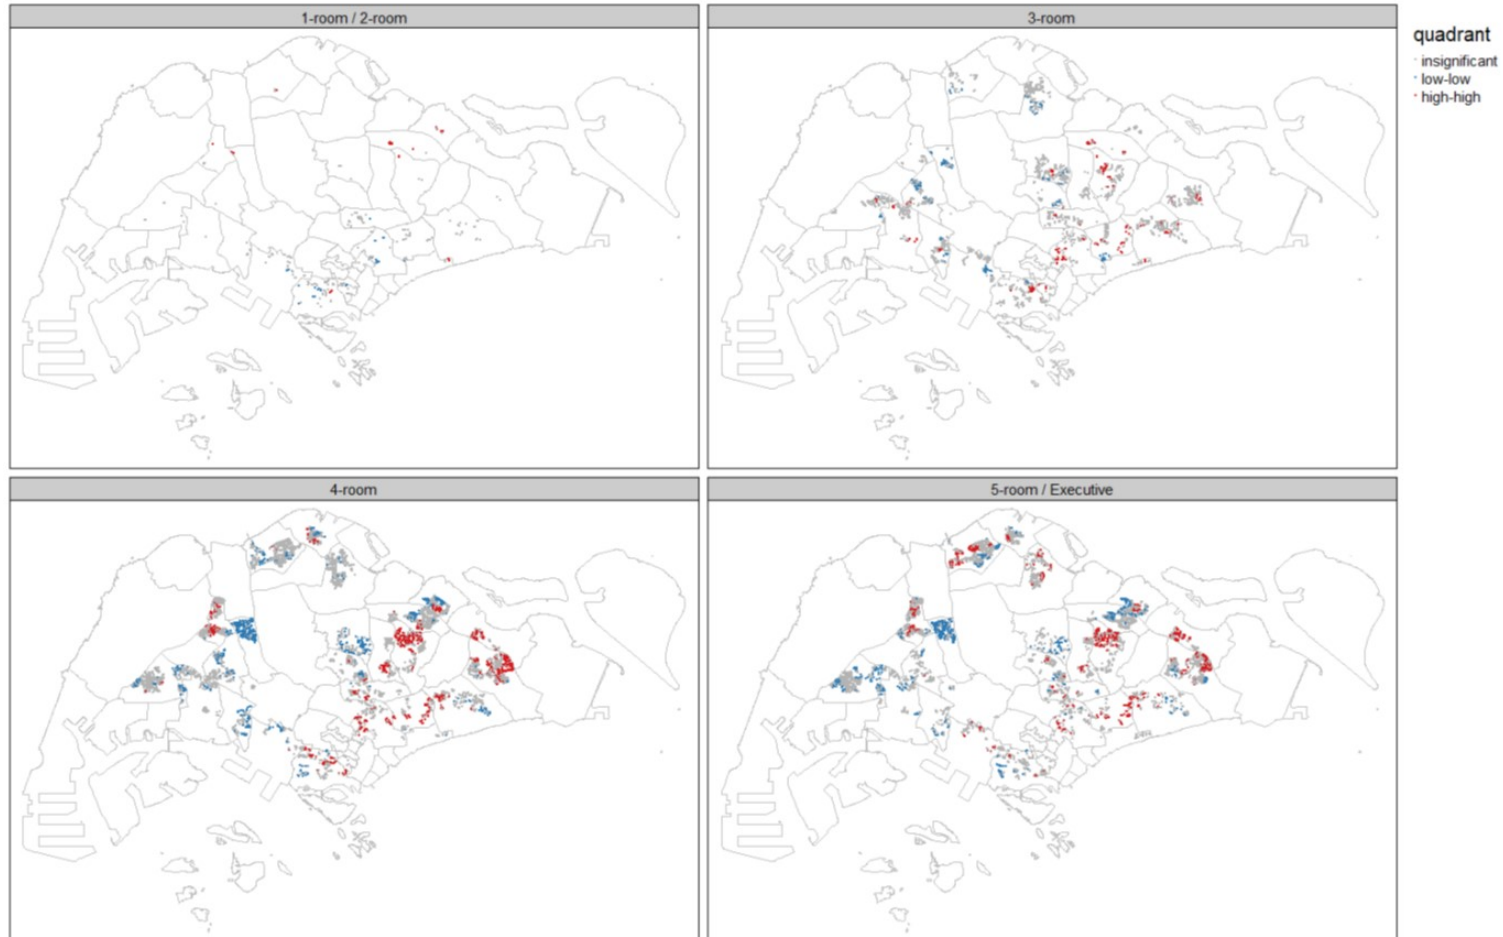 1-room / 2-room
3-room
quadrant
insignificant
low-low
high-high
4-room
5-room / Executive